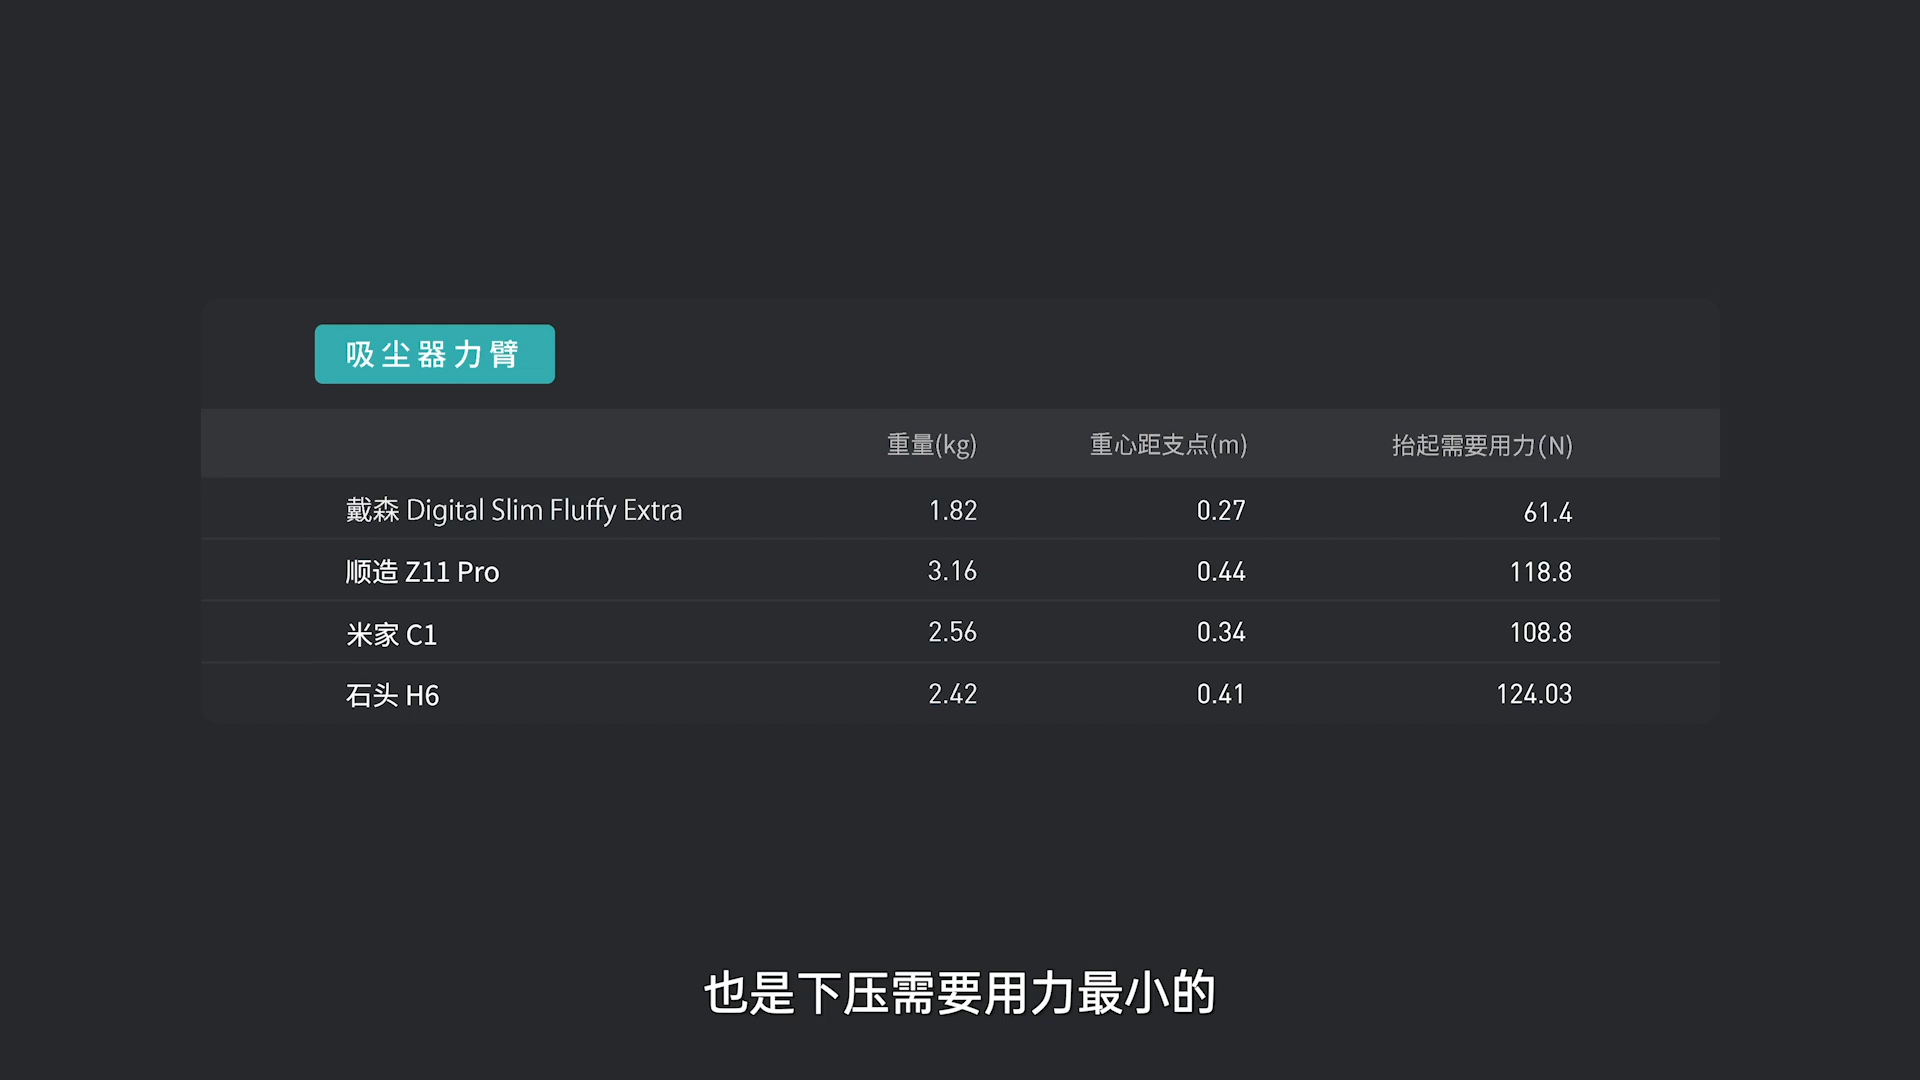 吸尘器力臂
重量(kg) 重心距支点(m) 抬起需要用力(N)
戴森 Digital Slim Fluffy Extra 1.82 0.27 61.4
顺造 Z11 Pro 3.16 0.44 118.8
米家 C1 2.56 0.34 108.8
石头 H6 2.42 0.41 124.03
也是下压需要用力最小的